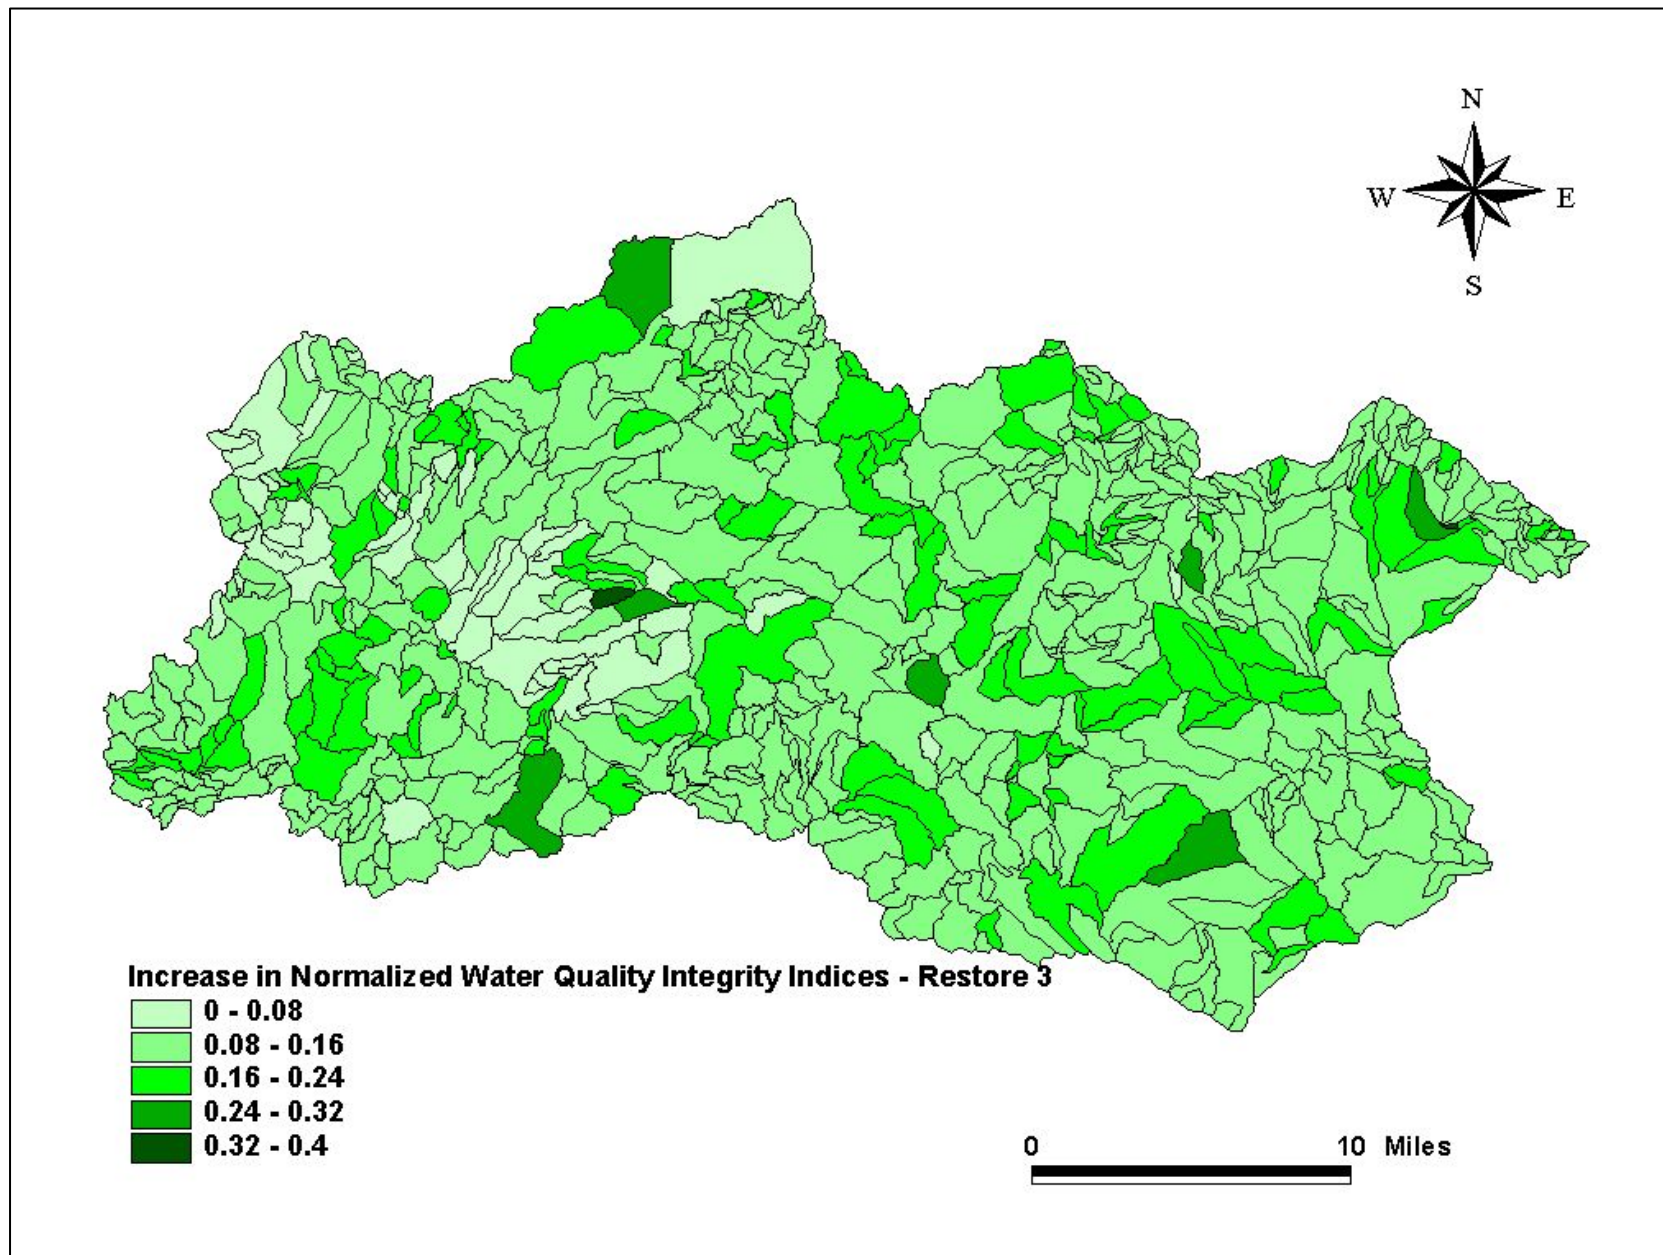 N
W E
S
Increase in Normalized Water Quality Integrity Indices - Restore 3
0 - 0.08
0.08 - 0.16
0.16 - 0.24
0.24 - 0.32
0.32 - 0.4
0 10 Miles